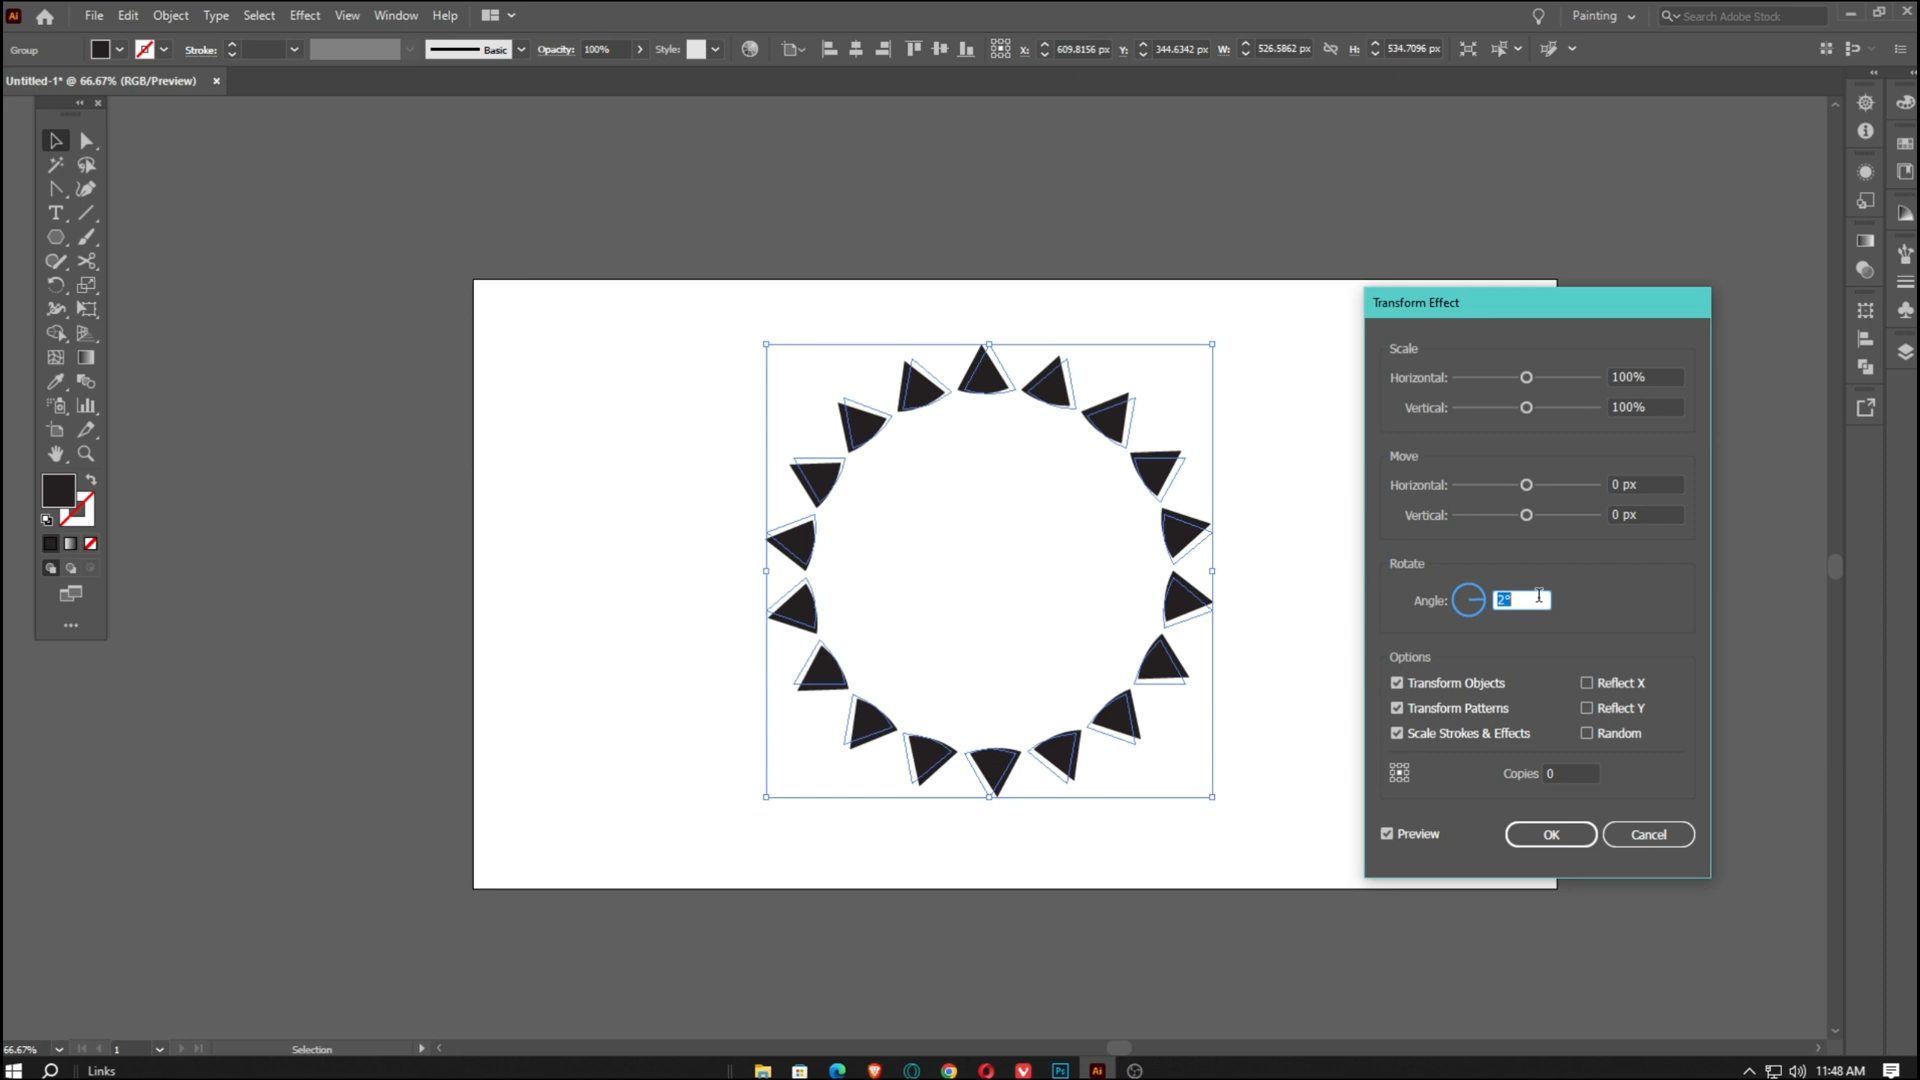 Ai File Edit Object Type Select Effect View Window Help Painting Search Adobe Stock
Group Stroke: Basic Opacity: 100% Style: X: 609.8156 px Y: 344.6342 px W: 526.5862 px H: 534.7096 px
Untitled-1* @ 66.67% (RGB/Preview)
Transform Effect
Scale
Horizontal: 100%
Vertical: 100%
Move
Horizontal: 0 px
Vertical: 0 px
Rotate
Angle: 2°
Options
Transform Objects Reflect X
Transform Patterns Reflect Y
Scale Strokes & Effects Random
Copies 0
Preview OK Cancel
66.67% 1 Selection
Links Ps Ai 11:48 AM